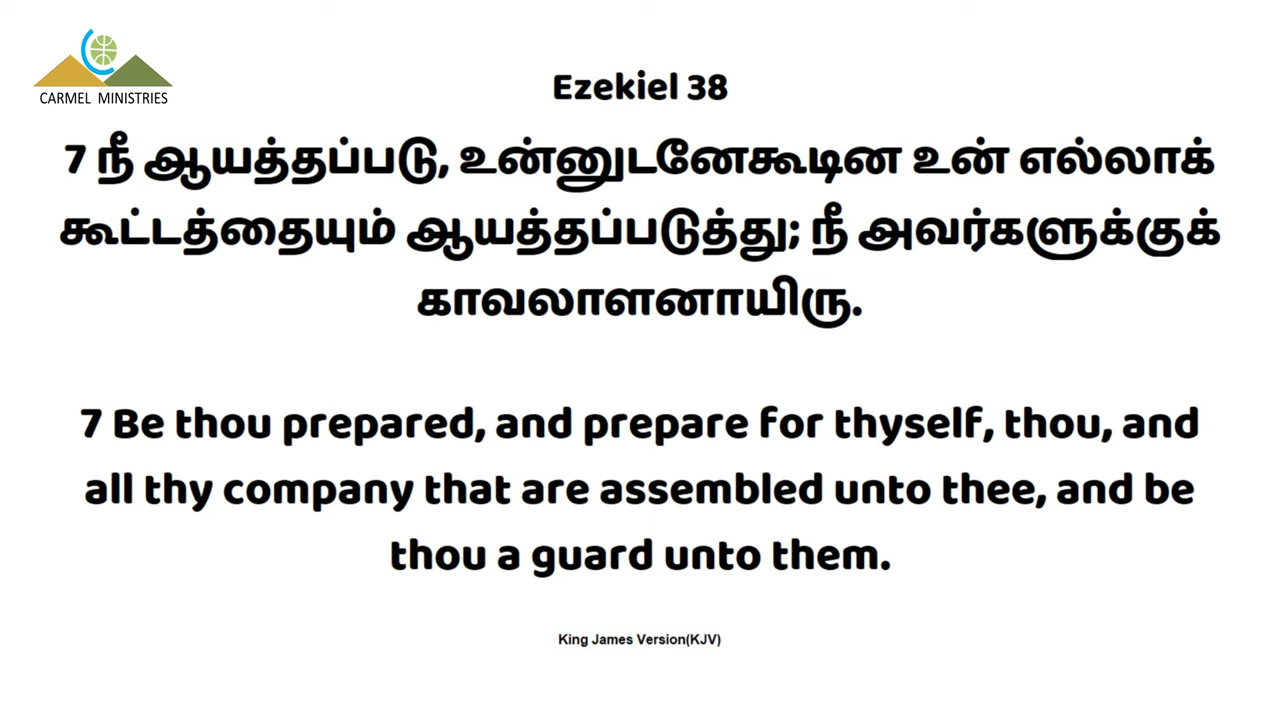 CARMEL MINISTRIES
Ezekiel 38
7 நீ ஆயத்தப்படு, உன்னுடனேகூடின உன் எல்லாக்
கூட்டத்தையும் ஆயத்தப்படுத்து; நீ அவர்களுக்குக்
காவலாளனாயிரு.
7 Be thou prepared, and prepare for thyself, thou, and
all thy company that are assembled unto thee, and be
thou a guard unto them.
King James Version(KJV)